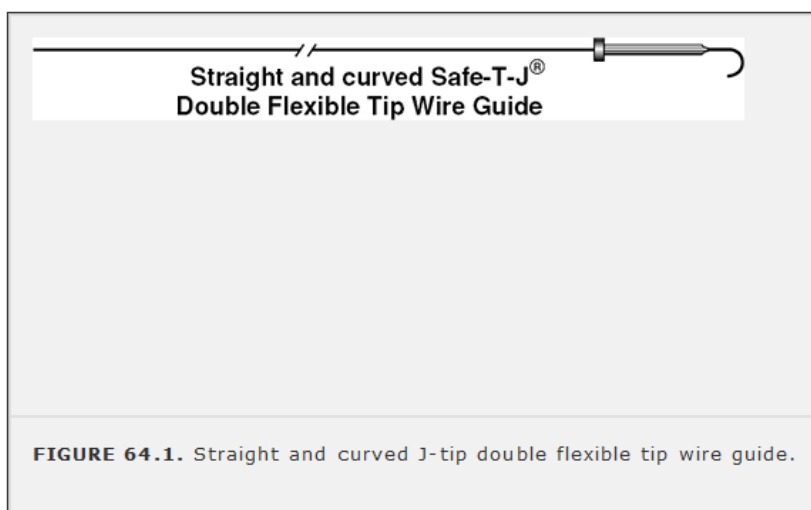 Straight and curved Safe-T-J®
Double Flexible Tip Wire Guide
FIGURE 64.1. Straight and curved J-tip double flexible tip wire guide.